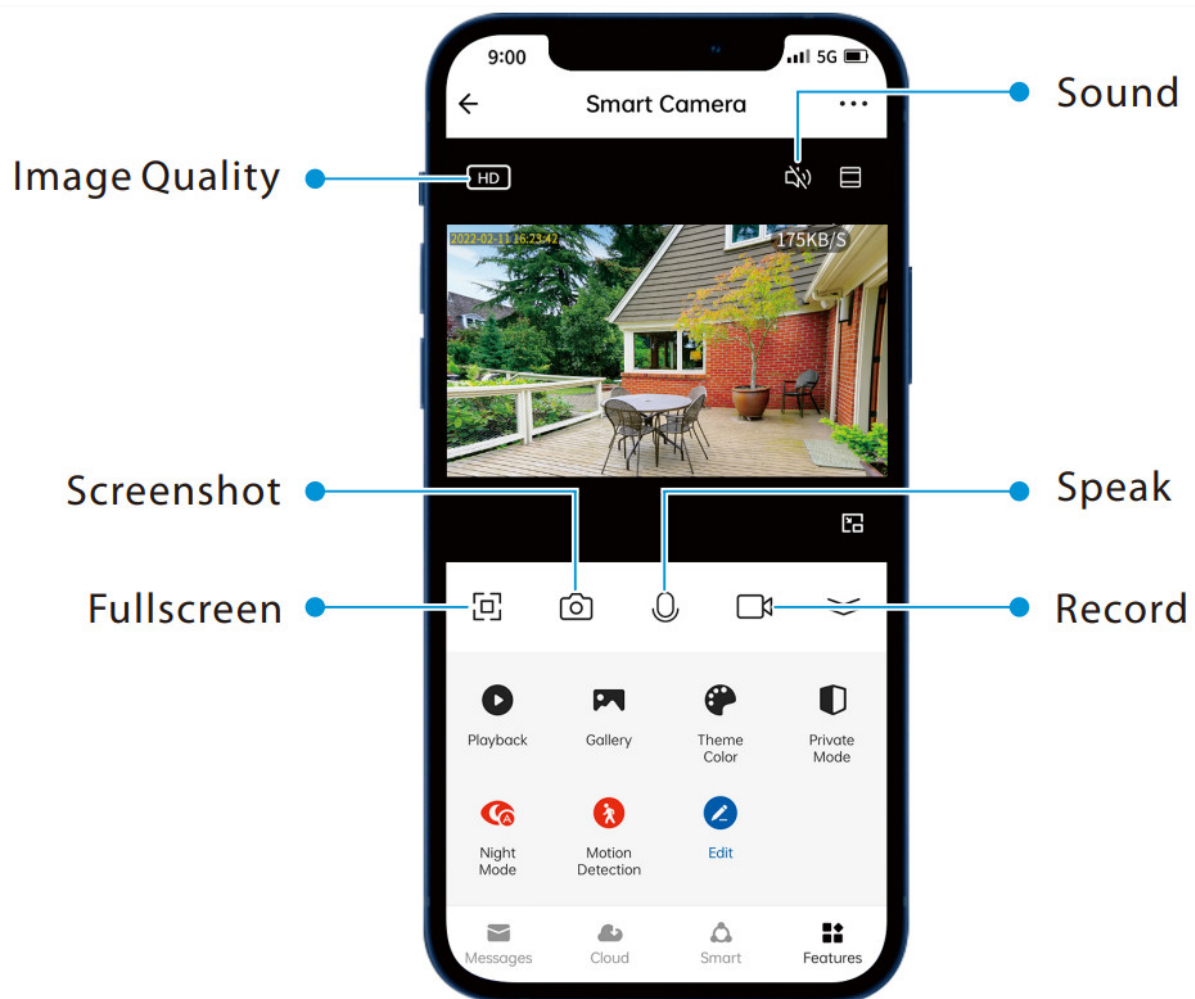 9:00
5G
Smart Camera
Sound
Image Quality
HD
2022-02-11 16:23:42
175KB/S
Screenshot
Speak
Fullscreen
Record
Playback
Gallery
Theme
Color
Private
Mode
Night
Mode
Motion
Detection
Edit
Messages
Cloud
Smart
Features